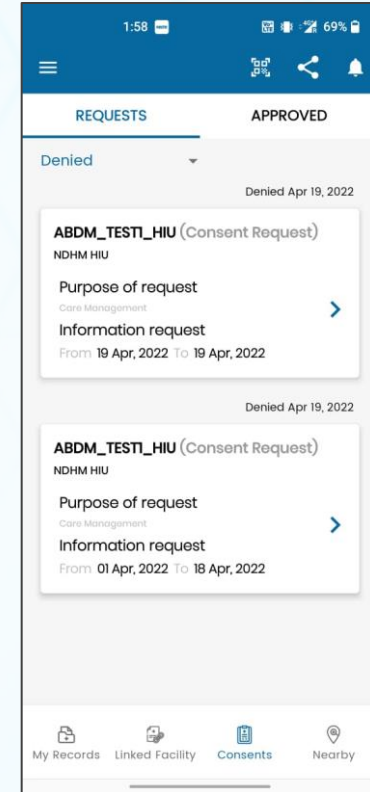 1:58
69%
REQUESTS APPROVED
Denied
Denied Apr 19, 2022
ABDM_TEST1_HIU (Consent Request)
NDHM HIU
Purpose of request
Care Management
Information request
From 19 Apr, 2022 To 19 Apr, 2022
Denied Apr 19, 2022
ABDM_TEST1_HIU (Consent Request)
NDHM HIU
Purpose of request
Care Management
Information request
From 01 Apr, 2022 To 18 Apr, 2022
My Records Linked Facility Consents Nearby